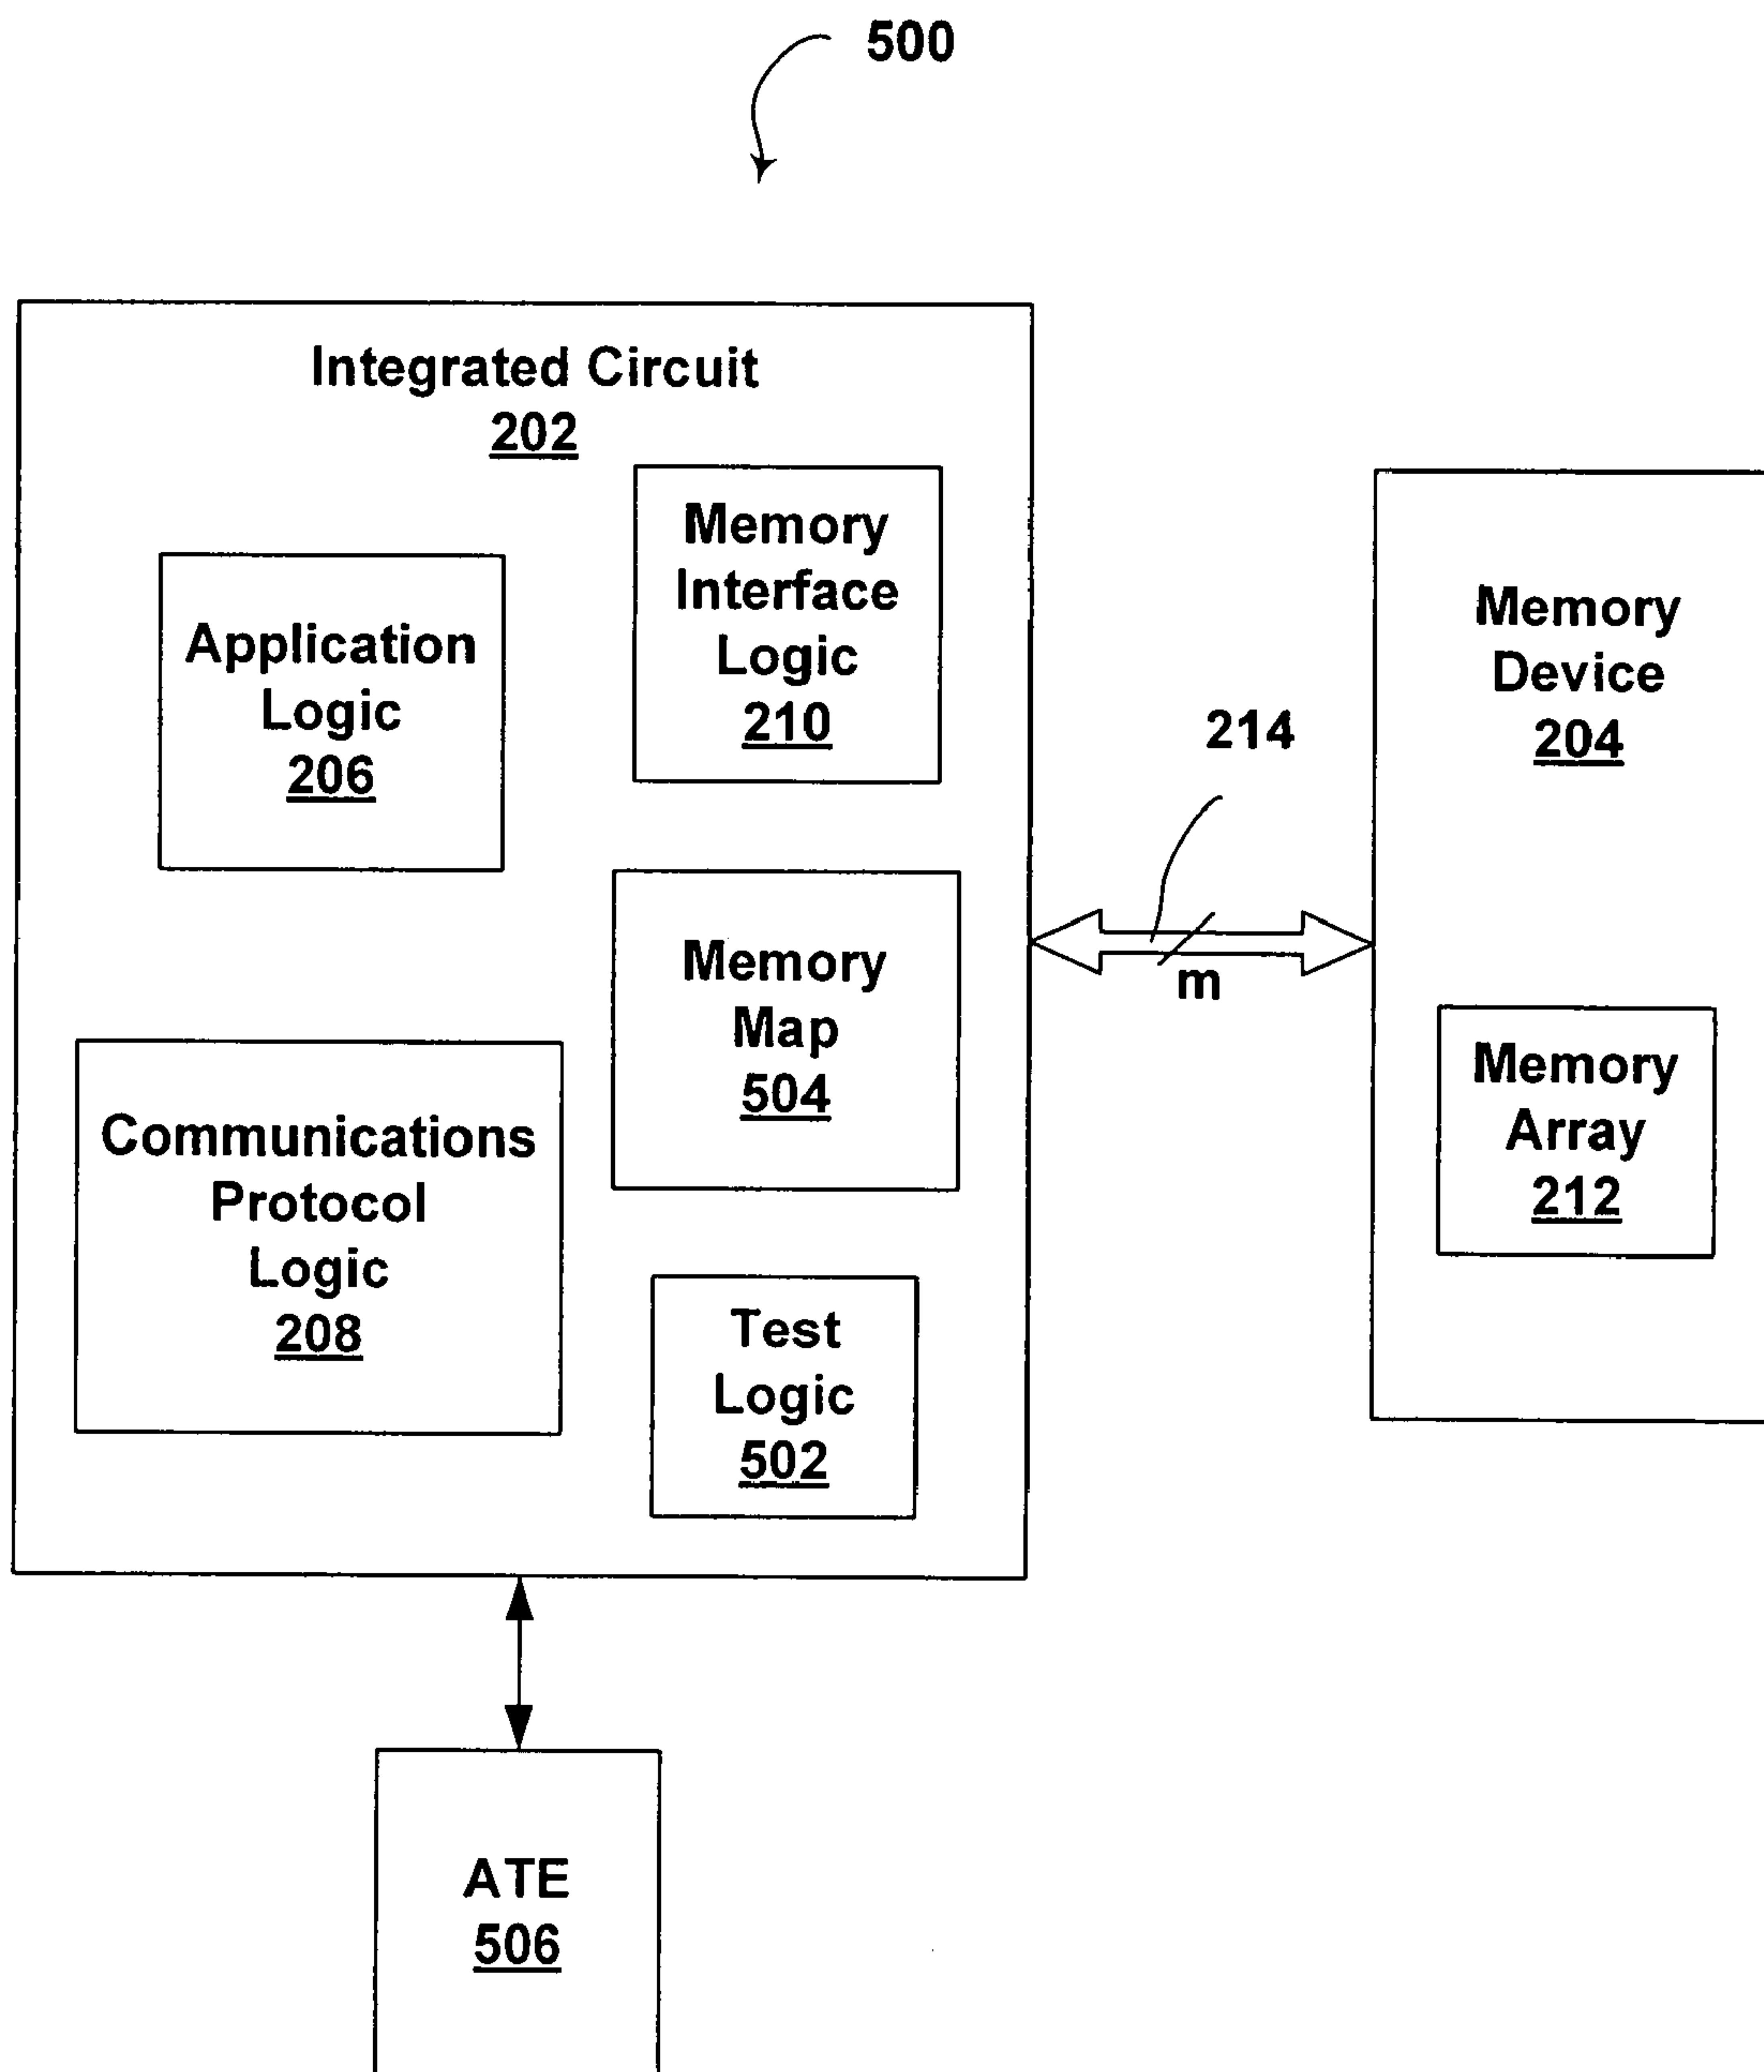 500
Integrated Circuit
202
Memory
Interface
Logic
210
Application
Logic
206
Memory
Device
204
214
m
Memory
Map
504
Memory
Array
212
Communications
Protocol
Logic
208
Test
Logic
502
ATE
506